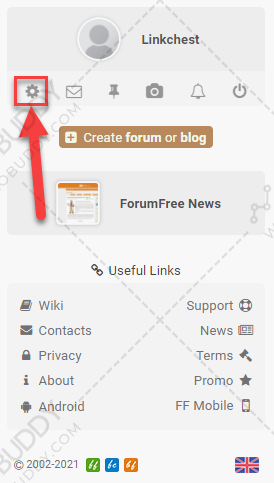 Linkchest
Create forum or blog
ForumFree News
Useful Links
Wiki
Support
Contacts
News
Privacy
Terms
About
Promo
Android
FF Mobile
© 2002-2021